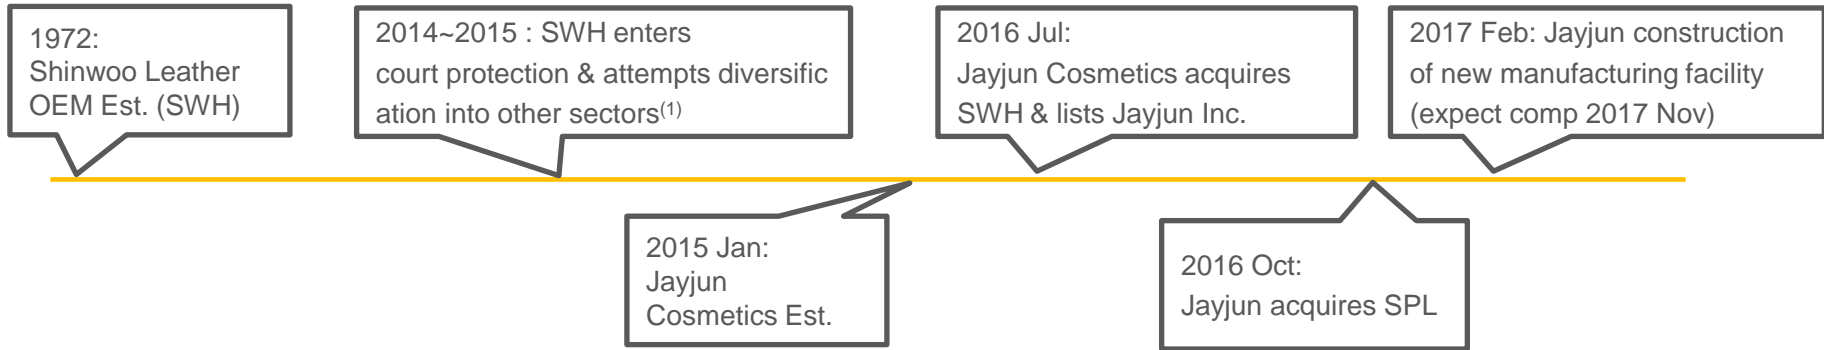 1972:
Shinwoo Leather
OEM Est. (SWH)
2014~2015 : SWH enters
court protection & attempts diversific
ation into other sectors(1)
2015 Jan:
Jayjun
Cosmetics Est.
2016 Jul:
Jayjun Cosmetics acquires
SWH & lists Jayjun Inc.
2016 Oct:
Jayjun acquires SPL
2017 Feb: Jayjun construction
of new manufacturing facility
(expect comp 2017 Nov)